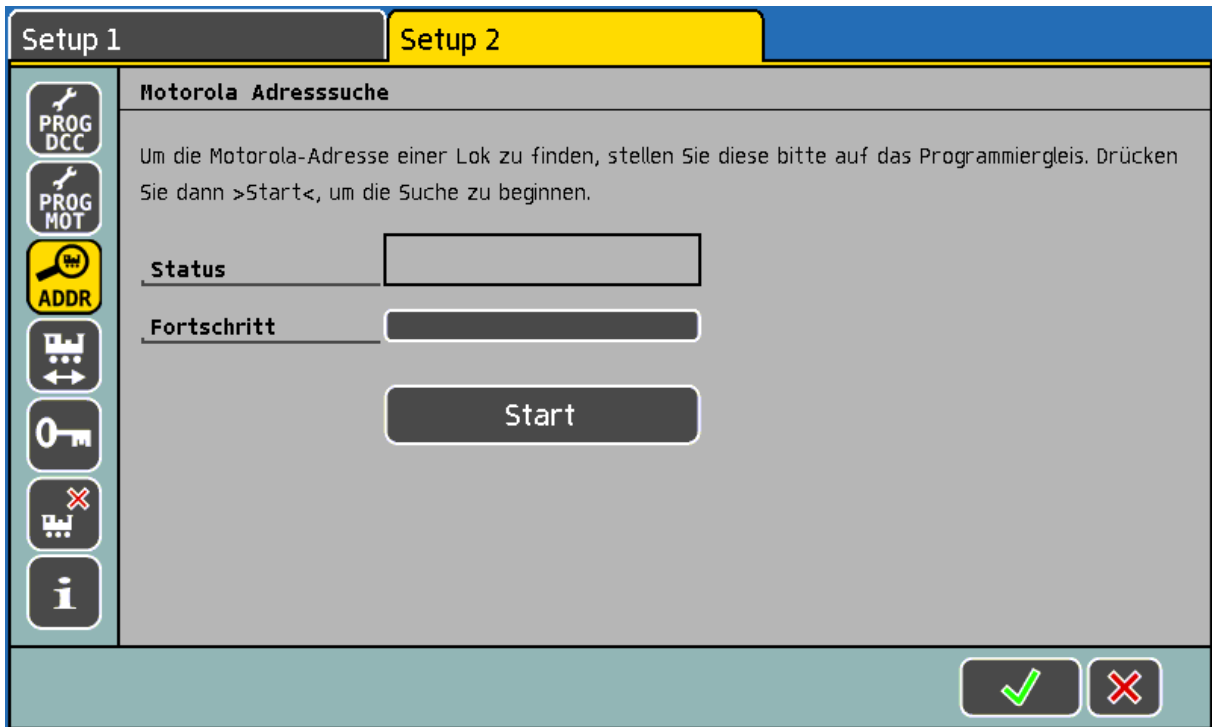 Setup 1
Setup 2
PROG
DCC
PROG
MOT
ADDR
Motorola Adresssuche
Um die Motorola-Adresse einer Lok zu finden, stellen Sie diese bitte auf das Programmiergleis. Drücken
Sie dann >Start<, um die Suche zu beginnen.
Status
Fortschritt
Start
i